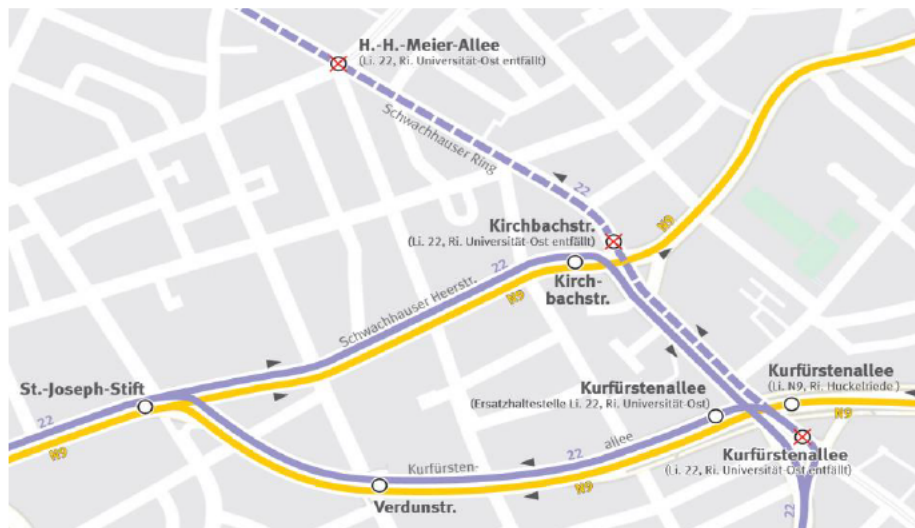 H.-H.-Meier-Allee
(Li. 22, Ri. Universität-Ost entfällt)
Schwachhauser Ring
22
N9
Kirchbachstr.
(Li. 22, Ri. Universität-Ost entfällt)
22
Kirch-
bachstr.
N9
Schwachhauser Heerstr.
St.-Joseph-Stift
Kurfürstenallee
(Li. N9, Ri. Huckelriede)
Kurfürstenallee
(Ersatzhaltestelle Li. 22, Ri. Universität-Ost)
N9
22
N9
allee
22
Kurfürsten-
Kurfürstenallee
(Li. 22, Ri. Universität-Ost entfällt)
N9
Verdunstr.
22